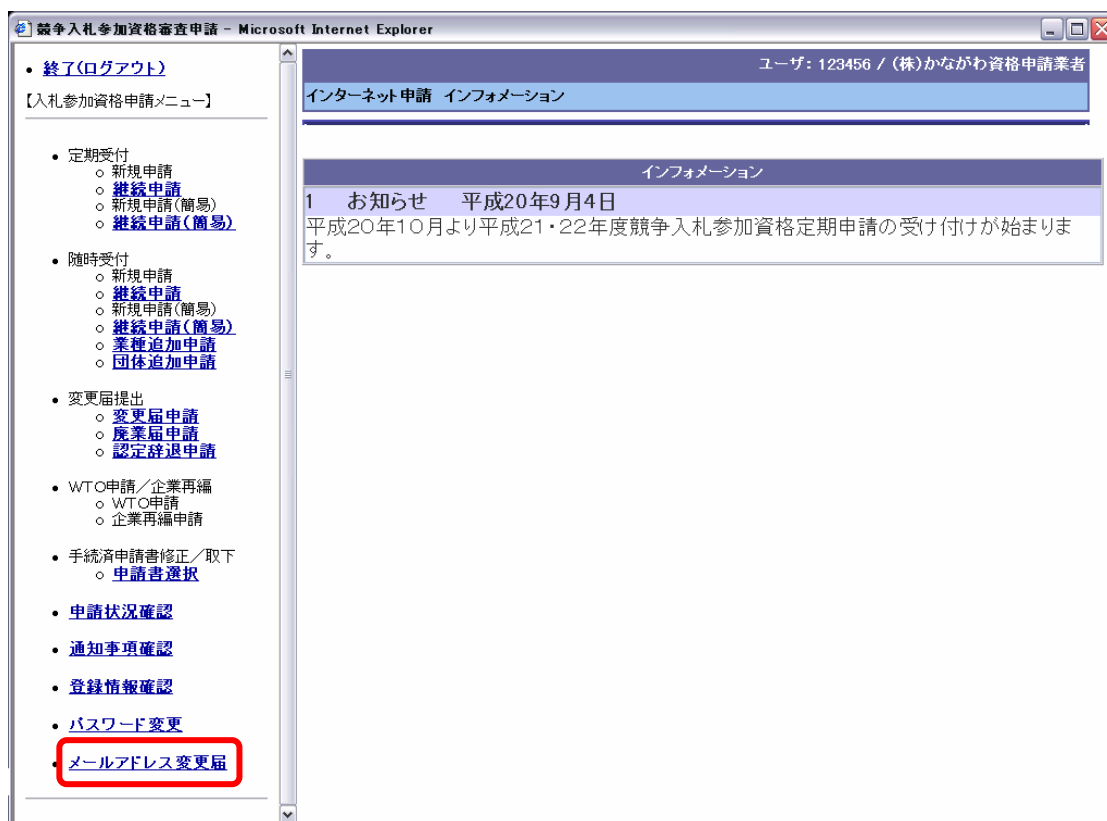 競争入札参加資格審査申請 - Microsoft Internet Explorer
終了(ログアウト)
【入札参加資格申請メニュー】
定期受付
新規申請
継続申請
新規申請(簡易)
継続申請(簡易)
随時受付
新規申請
継続申請
新規申請(簡易)
継続申請(簡易)
業種追加申請
団体追加申請
変更届提出
変更届申請
廃業届申請
認定辞退申請
WTO申請／企業再編
WTO申請
企業再編申請
手続済申請書修正／取下
申請書選択
申請状況確認
通知事項確認
登録情報確認
パスワード変更
メールアドレス変更届
ユーザ：123456 / (株)かながわ資格申請業者
インターネット申請 インフォメーション
インフォメーション
1 お知らせ 平成20年9月4日
平成20年10月より平成21・22年度競争入札参加資格定期申請の受け付けが始まりま
す。